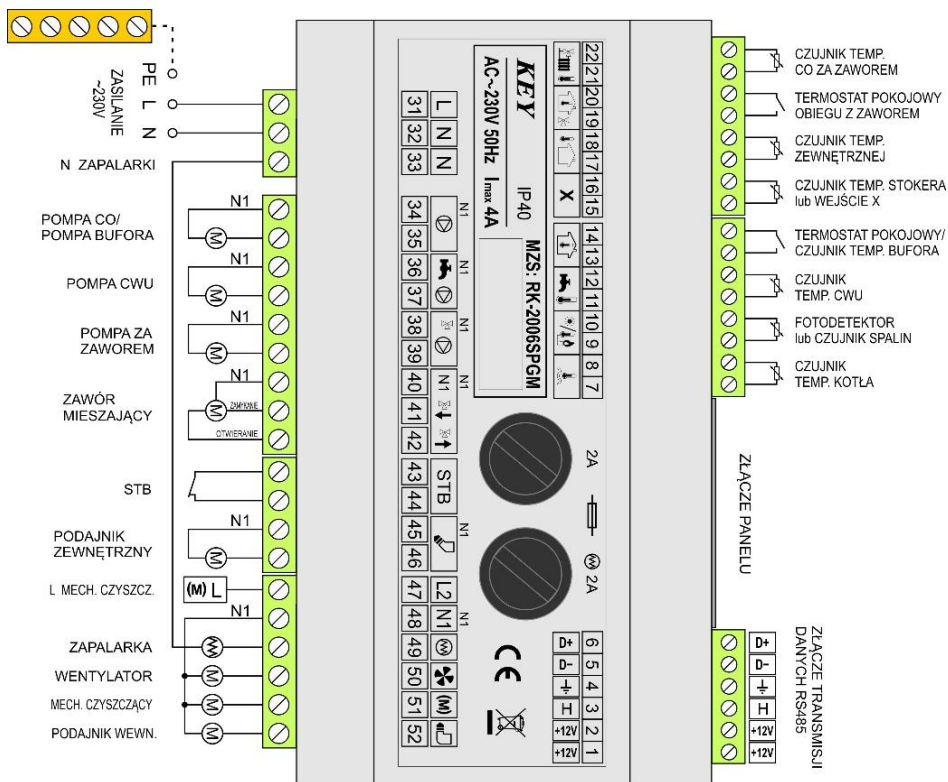 PE
L
N
ZASILANIE
~230V
N ZAPALARKI
N1
POMPA CO/
POMPA BUFORA
M
N1
POMPA CWU
M
N1
POMPA ZA
ZAWOREM
M
N1
ZAWÓR
MIESZAJĄCY
M
ZAMYKANIE
OTWIERANIE
STB
N1
PODAJNIK
ZEWNĘTRZNY
M
L MECH. CZYSZCZ.
(M) L
N1
ZAPALARKA
WENTYLATOR
M
MECH. CZYSZCZĄCY
M
PODAJNIK WEWN.
M
31 L
32 N
33 N
34
35
N1
36
37
N1
38
39
N1
40 N1
41
42
N1
43
44
STB
45
46
N1
47 L2
48 N1
N1
49
50
51 (M)
52
KEY
AC~230V 50Hz Imax 4A
IP40
MZS: RK-2006SPGM
22
21
20
19
18
17
16
15
X
14
13
12
11
10
9
8
7
2A
2A
CE
D+ 6
D- 5
4
H 3
+12V 2
+12V 1
CZUJNIK TEMP.
CO ZA ZAWOREM
TERMOSTAT POKOJOWY
OBIEGU Z ZAWOREM
CZUJNIK TEMP.
ZEWNĘTRZNEJ
CZUJNIK TEMP. STOKERA
lub WEJŚCIE X
TERMOSTAT POKOJOWY/
CZUJNIK TEMP. BUFORA
CZUJNIK
TEMP. CWU
FOTODETEKTOR
lub CZUJNIK SPALIN
CZUJNIK
TEMP. KOTŁA
ZŁĄCZE PANELU
D+
D-
H
+12V
+12V
ZŁĄCZE TRANSMISJI
DANYCH RS485